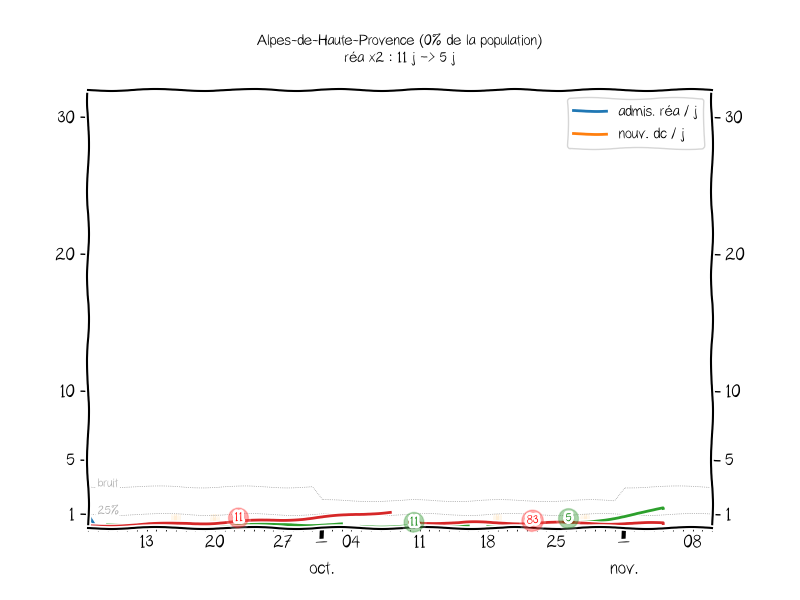 Alpes-de-Haute-Provence (0% de la population)
réa x2 : 11 j -> 5 j
admis. réa / j
nouv. dc / j
30 30
20 20
10 10
5 5
bruit
25%
1 1
11 11 83 5
13 20 27 04 11 18 25 08
oct. nov.